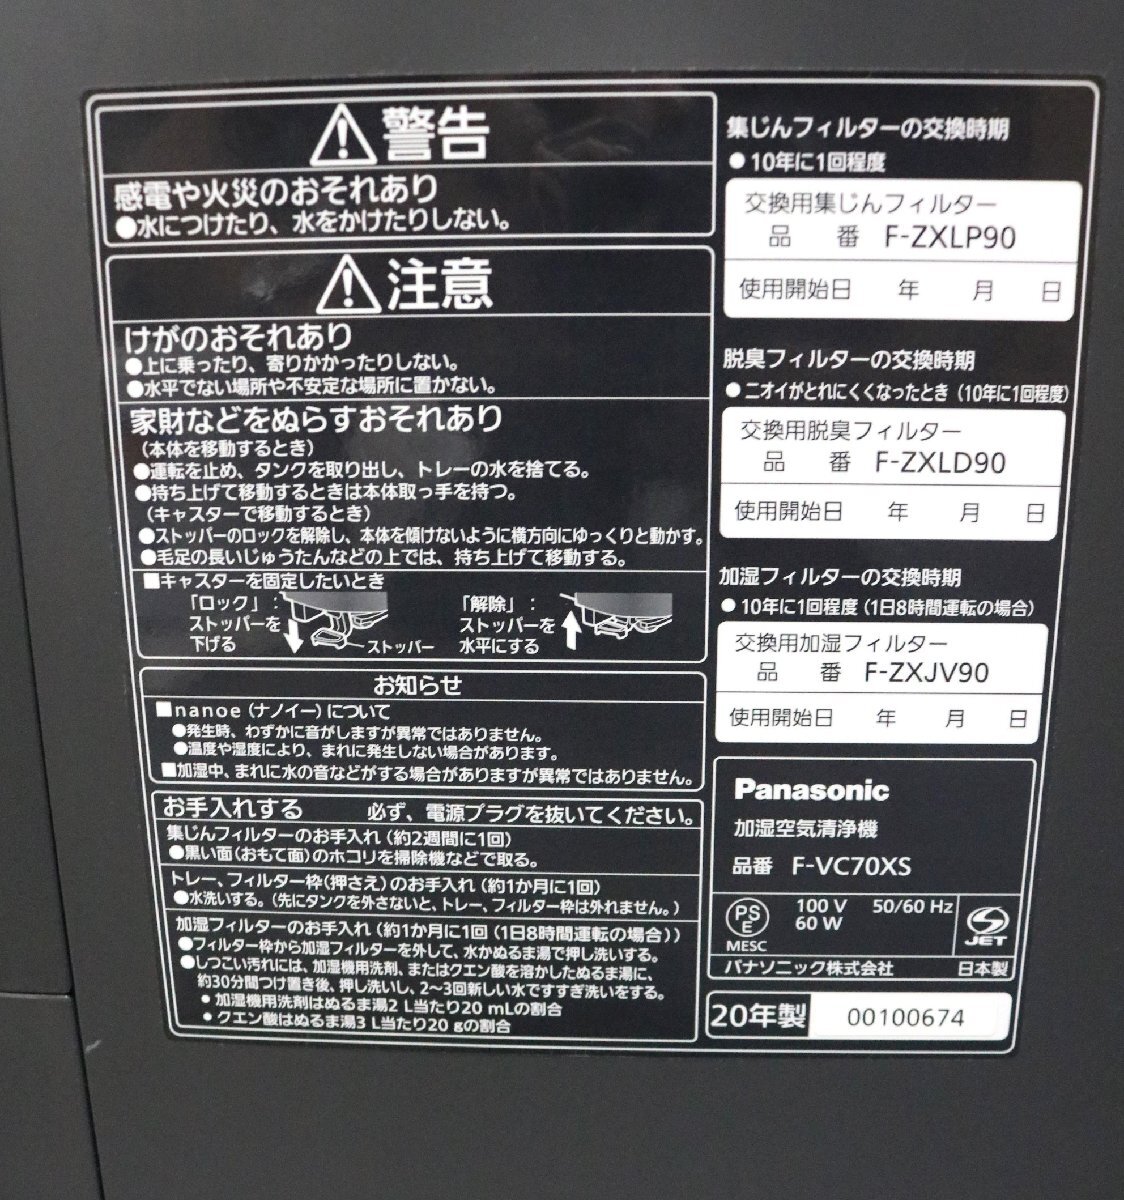 警告
感電や火災のおそれあり
●水につけたり、水をかけたりしない。
注意
けがのおそれあり
●上に乗ったり、寄りかかったりしない。
●水平でない場所や不安定な場所に置かない。
家財などをぬらすおそれあり
(本体を移動するとき)
●運転を止め、タンクを取り出し、トレーの水を捨てる。
●持ち上げて移動するときは本体取っ手を持つ。
(キャスターで移動するとき)
●ストッパーのロックを解除し、本体を傾けないように横方向にゆっくりと動かす。
●毛足の長いじゅうたんなどの上では、持ち上げて移動する。
■キャスターを固定したいとき
「ロック」:
ストッパーを
下げる
ストッパー
「解除」:
ストッパーを
水平にする
お知らせ
■nanoe(ナノイー)について
●発生時、わずかに音がしますが異常ではありません。
●温度や湿度により、まれに発生しない場合があります。
■加湿中、まれに水の音などがする場合がありますが異常ではありません。
お手入れする 必ず、電源プラグを抜いてください。
集じんフィルターのお手入れ(約2週間に1回)
●黒い面(おもて面)のホコリを掃除機などで取る。
トレー、フィルター枠(押さえ)のお手入れ(約1か月に1回)
●水洗いする。(先にタンクを外さないと、トレー、フィルター枠は外れません。)
加湿フィルターのお手入れ(約1か月に1回(1日8時間運転の場合))
●フィルター枠から加湿フィルターを外して、水かぬるま湯で押し洗いする。
●しつこい汚れには、加湿機用洗剤、またはクエン酸を溶かしたぬるま湯に、
約30分間つけ置き後、押し洗いし、2~3回新しい水ですすぎ洗いをする。
• 加湿機用洗剤はぬるま湯2 L当たり20 mLの割合
• クエン酸はぬるま湯3 L当たり20 gの割合
集じんフィルターの交換時期
●10年に1回程度
交換用集じんフィルター
品 番 F-ZXLP90
使用開始日 年 月 日
脱臭フィルターの交換時期
●ニオイがとれにくくなったとき(10年に1回程度)
交換用脱臭フィルター
品 番 F-ZXLD90
使用開始日 年 月 日
加湿フィルターの交換時期
●10年に1回程度(1日8時間運転の場合)
交換用加湿フィルター
品 番 F-ZXJV90
使用開始日 年 月 日
Panasonic
加湿空気清浄機
品番 F-VC70XS
PS
E
MESC
100 V 50/60 Hz
60 W
JET
パナソニック株式会社 日本製
20年製 00100674